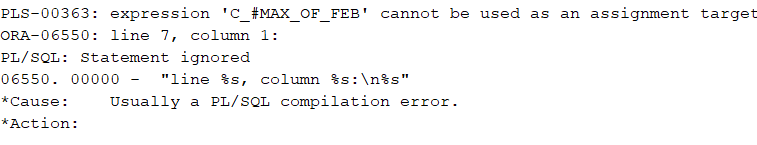 PLS-00363: expression 'C_#MAX_OF_FEB' cannot be used as an assignment target
ORA-06550: line 7, column 1:
PL/SQL: Statement ignored
06550. 00000 -  "line %s, column %s:\n%s"
*Cause:    Usually a PL/SQL compilation error.
*Action: